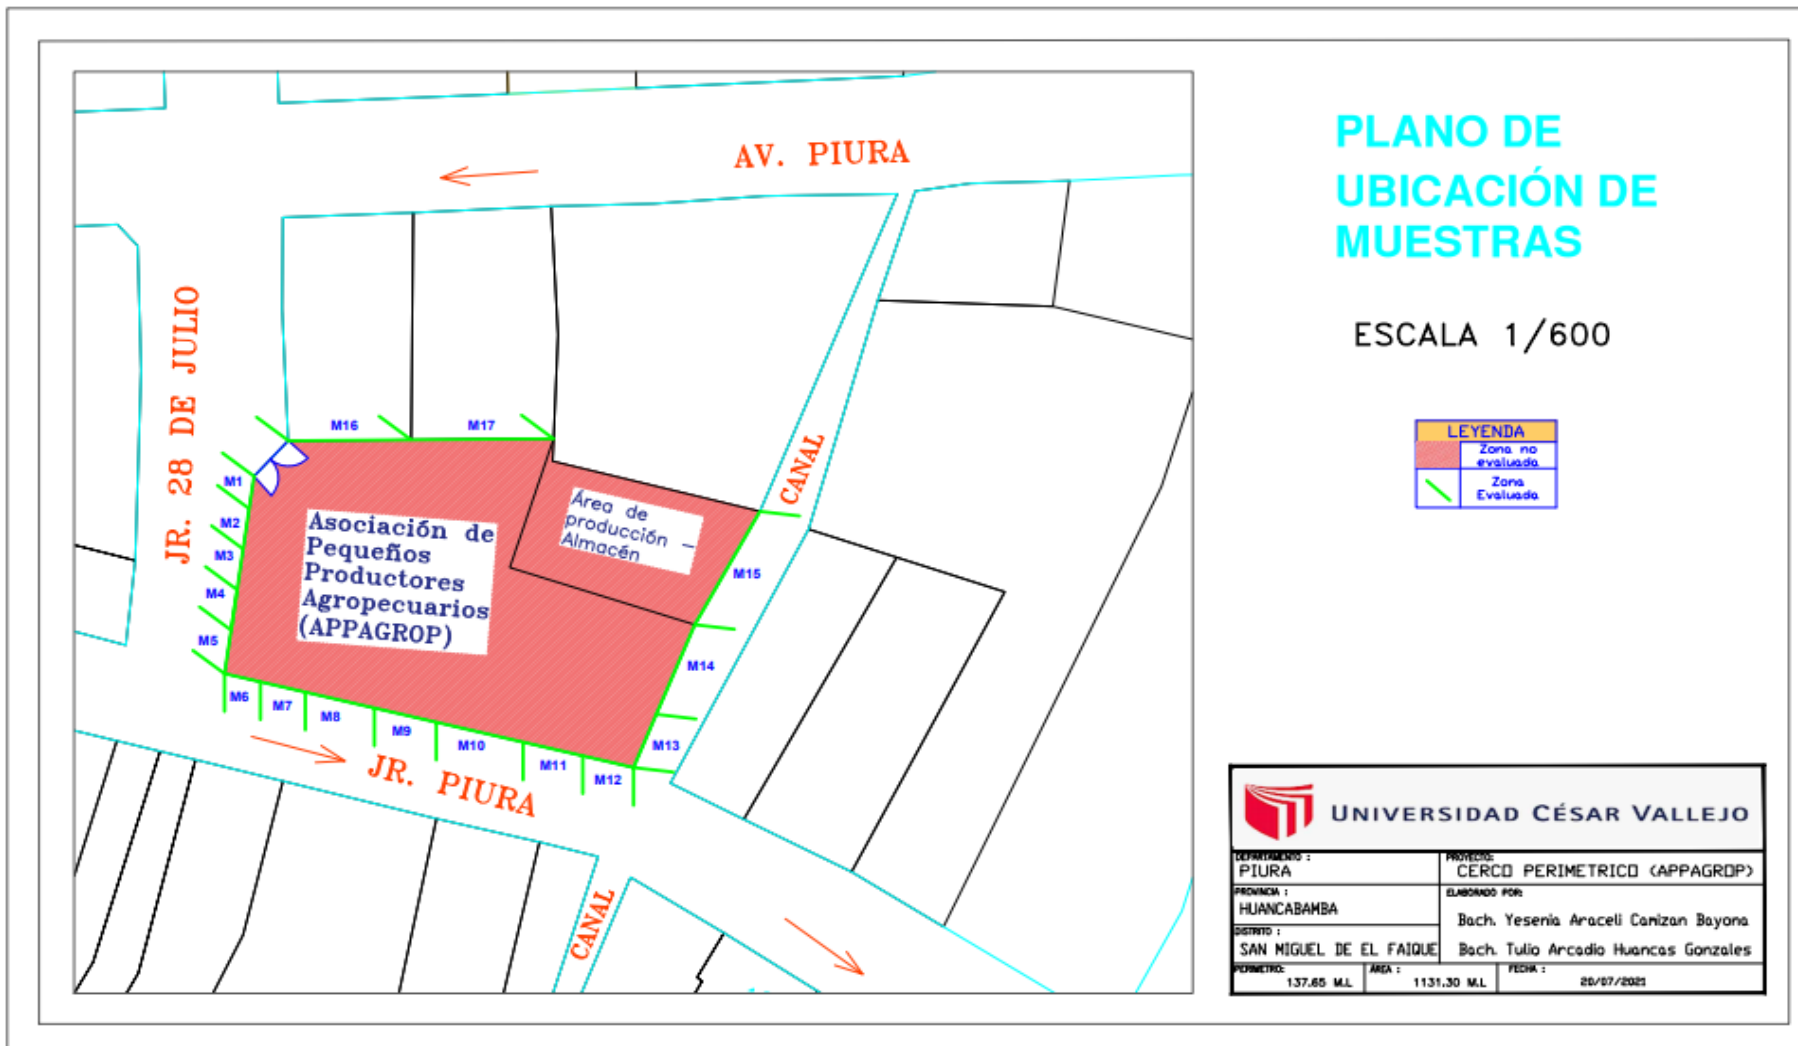 AV. PIURA
JR. 28 DE JULIO
M16
M17
M1
M2
M3
M4
M5
M6
M7
M8
M9
M10
M11
M12
M13
M14
M15
CANAL
Área de
producción –
Almacén
Asociación de
Pequeños
Productores
Agropecuarios
(APPAGROP)
JR. PIURA
CANAL
PLANO DE
UBICACIÓN DE
MUESTRAS
ESCALA 1/600
LEYENDA
Zona no
evaluada
Zona
Evaluada
UNIVERSIDAD CÉSAR VALLEJO
DEPARTAMENTO :
PIURA
PROYECTO:
CERCO PERIMETRICO (APPAGROP)
PROVINCIA :
HUANCABAMBA
ELABORADO POR:
Bach. Yesenia Araceli Canizan Bayona
DISTRITO :
SAN MIGUEL DE EL FAIQUE
Bach. Tulio Arcadio Huancas Gonzales
PERIMETRO:
137.65 M.L
ÁREA :
1131.30 M.L
FECHA :
20/07/2021